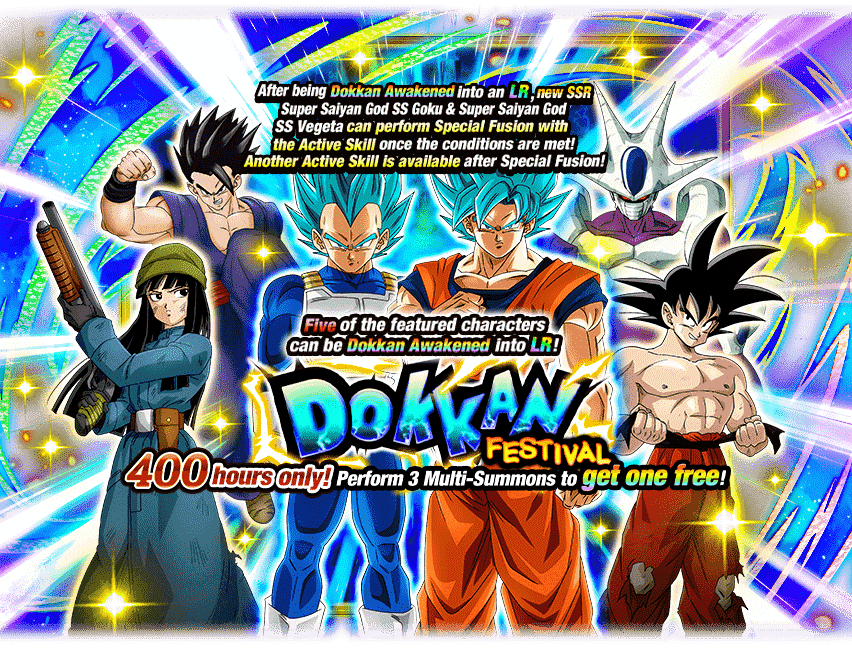 After being Dokkan Awakened into an LR, new SSR
Super Saiyan God SS Goku & Super Saiyan God
SS Vegeta can perform Special Fusion with
the Active Skill once the conditions are met!
Another Active Skill is available after Special Fusion!
Five of the featured characters
can be Dokkan Awakened into LR!
DOKKAN
FESTIVAL
400 hours only! Perform 3 Multi-Summons to get one free!